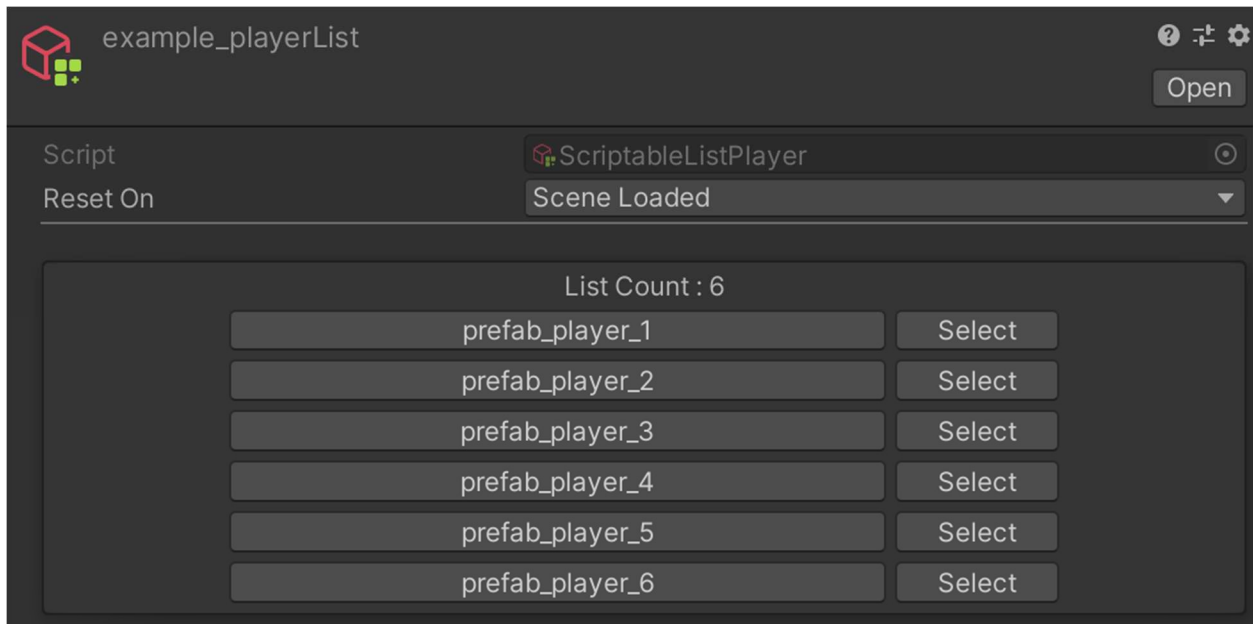 example_playerList
Open
Script ScriptableListPlayer
Reset On Scene Loaded
List Count : 6
prefab_player_1 Select
prefab_player_2 Select
prefab_player_3 Select
prefab_player_4 Select
prefab_player_5 Select
prefab_player_6 Select